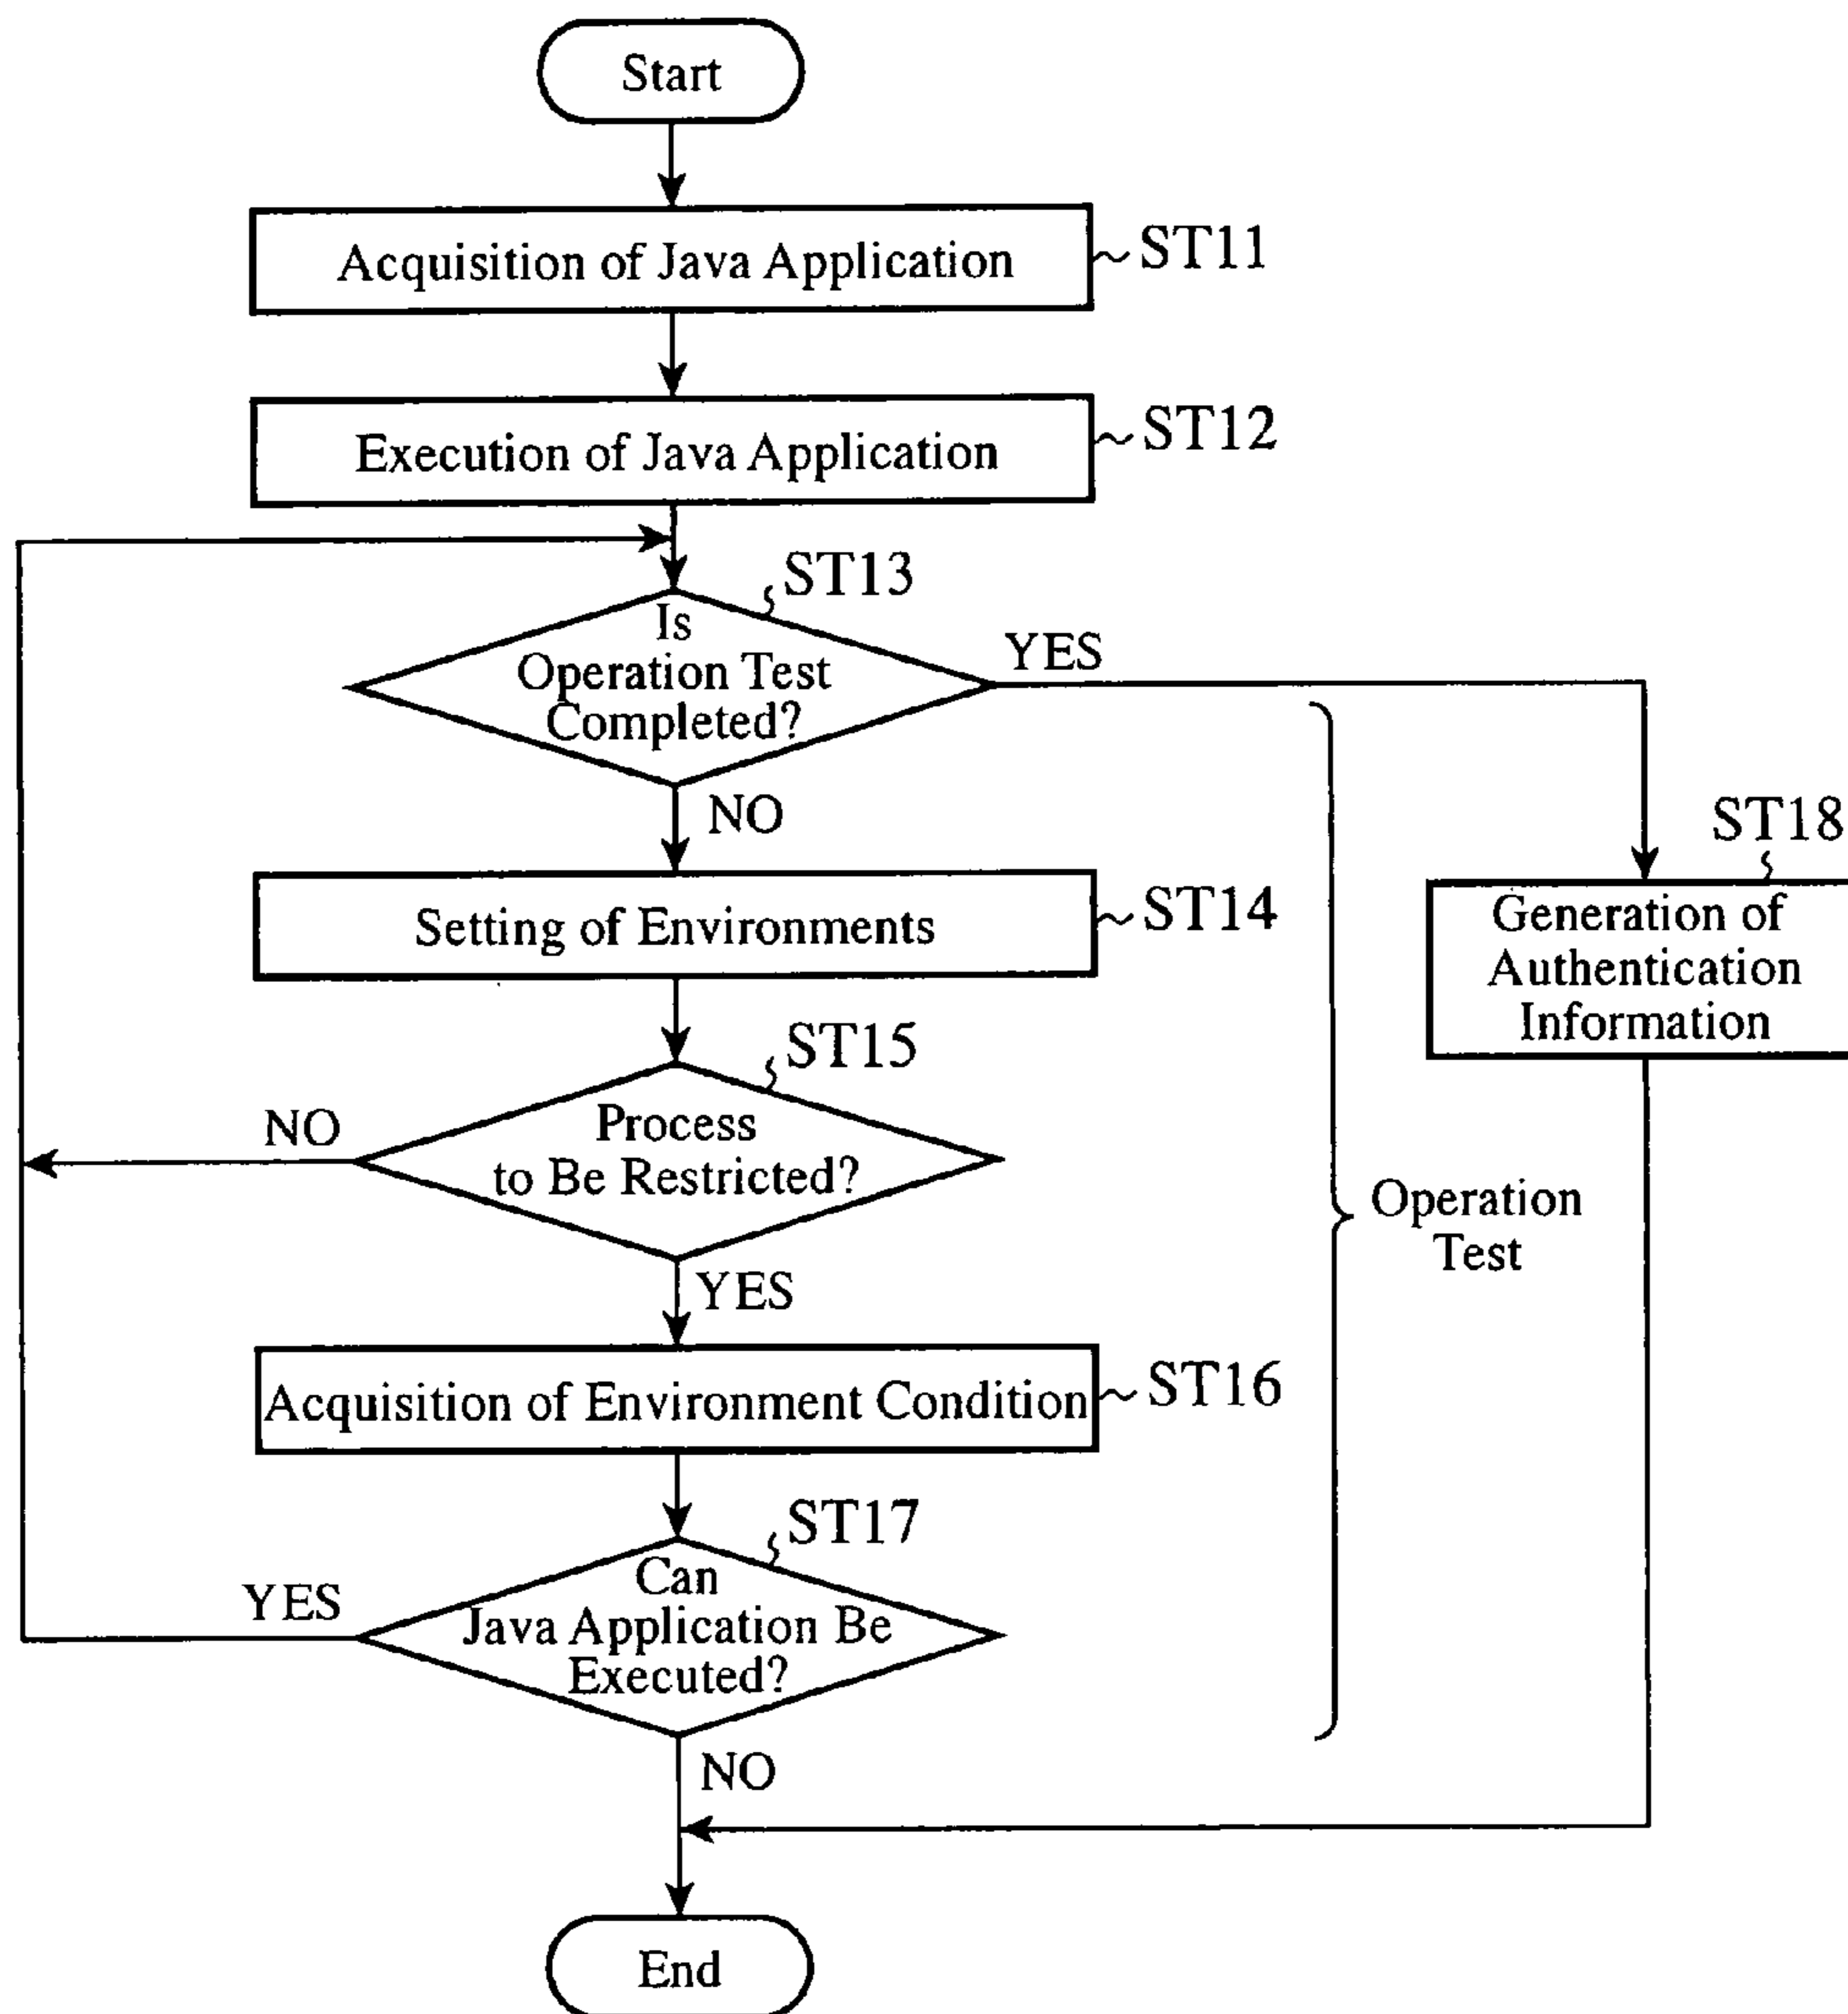 Start
Acquisition of Java Application
ST11
Execution of Java Application
ST12
ST13
Is
Operation Test
Completed?
YES
NO
Setting of Environments
ST14
ST18
Generation of
Authentication
Information
ST15
Process
to Be Restricted?
NO
YES
Operation
Test
Acquisition of Environment Condition
ST16
ST17
Can
Java Application Be
Executed?
YES
NO
End